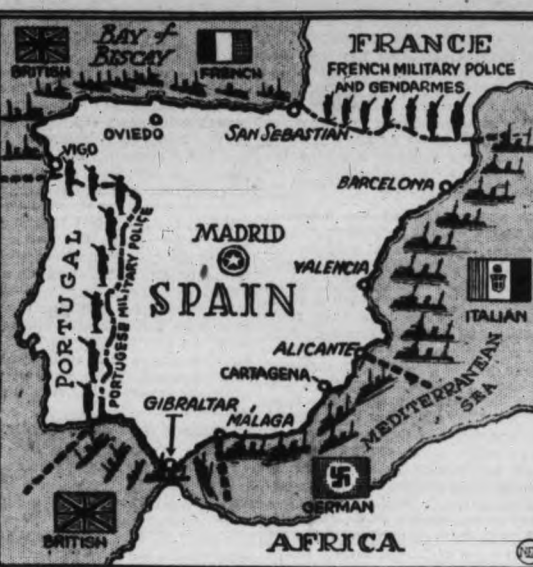 BAY of
BISCAY
BRITISH
FRENCH
FRANCE
FRENCH MILITARY POLICE
AND GENDARMES
OVIEDO
SAN SEBASTIAN
VIGO
BARCELONA
MADRID
PORTUGAL
PORTUGESE MILITARY POLICE
SPAIN
VALENCIA
ITALIAN
ALICANTE
CARTAGENA
MEDITERRANEAN
SEA
GIBRALTAR
MÁLAGA
GERMAN
BRITISH
AFRICA